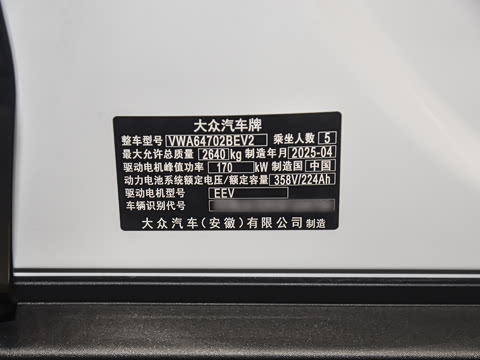 大众汽车牌
整车型号 VWA64702BEV2 乘坐人数 5
最大允许总质量 2640 kg 制造年月 2025-04
驱动电机峰值功率 170 kW 制造国 中国
动力电池系统额定电压/额定容量 358V/224Ah
驱动电机型号 EEV
车辆识别代号
大众汽车(安徽)有限公司 制造